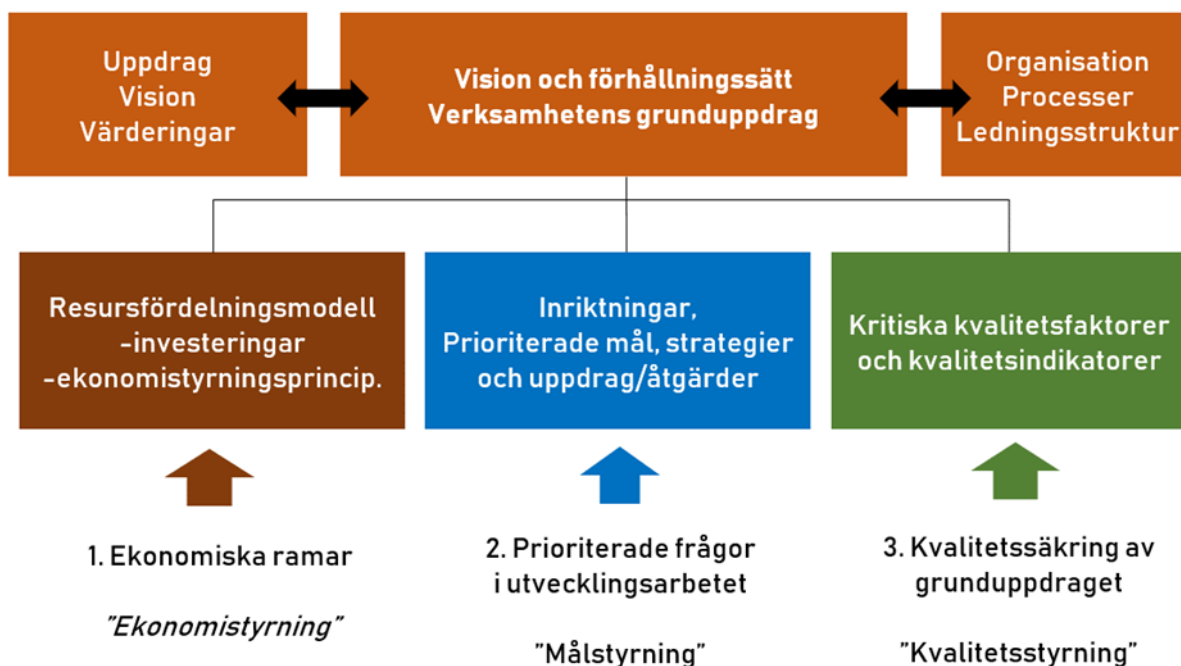 Uppdrag
Vision
Värderingar
Vision och förhållningssätt
Verksamhetens grunduppdrag
Organisation
Processer
Ledningsstruktur
Resursfördelningsmodell
-investeringar
-ekonomistyrningsprincip.
Inriktningar,
Prioriterade mål, strategier
och uppdrag/åtgärder
Kritiska kvalitetsfaktorer
och kvalitetsindikatorer
1. Ekonomiska ramar
”Ekonomistyrning”
2. Prioriterade frågor
i utvecklingsarbetet
”Målstyrning”
3. Kvalitetssäkring av
grunduppdraget
”Kvalitetsstyrning”